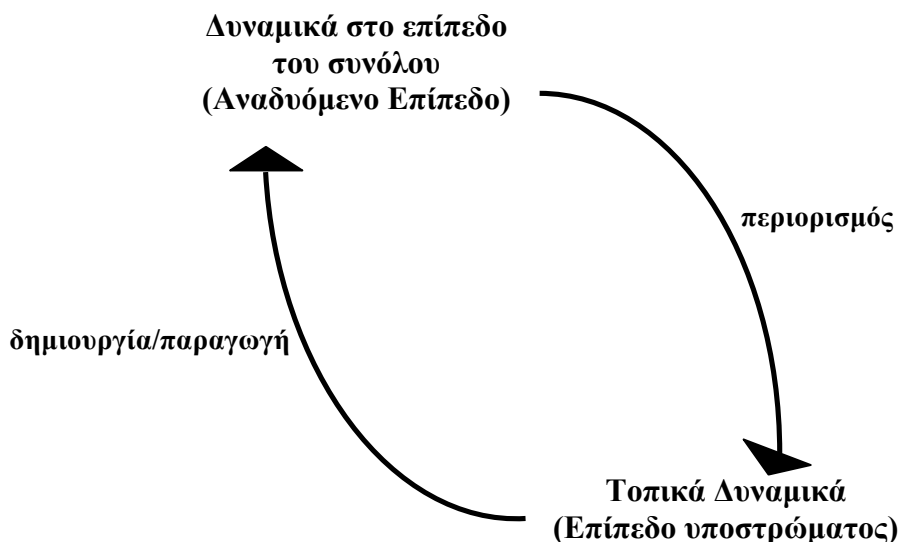 Δυναμικά στο επίπεδο
του συνόλου
(Αναδυόμενο Επίπεδο)
περιορισμός
δημιουργία/παραγωγή
Τοπικά Δυναμικά
(Επίπεδο υποστρώματος)